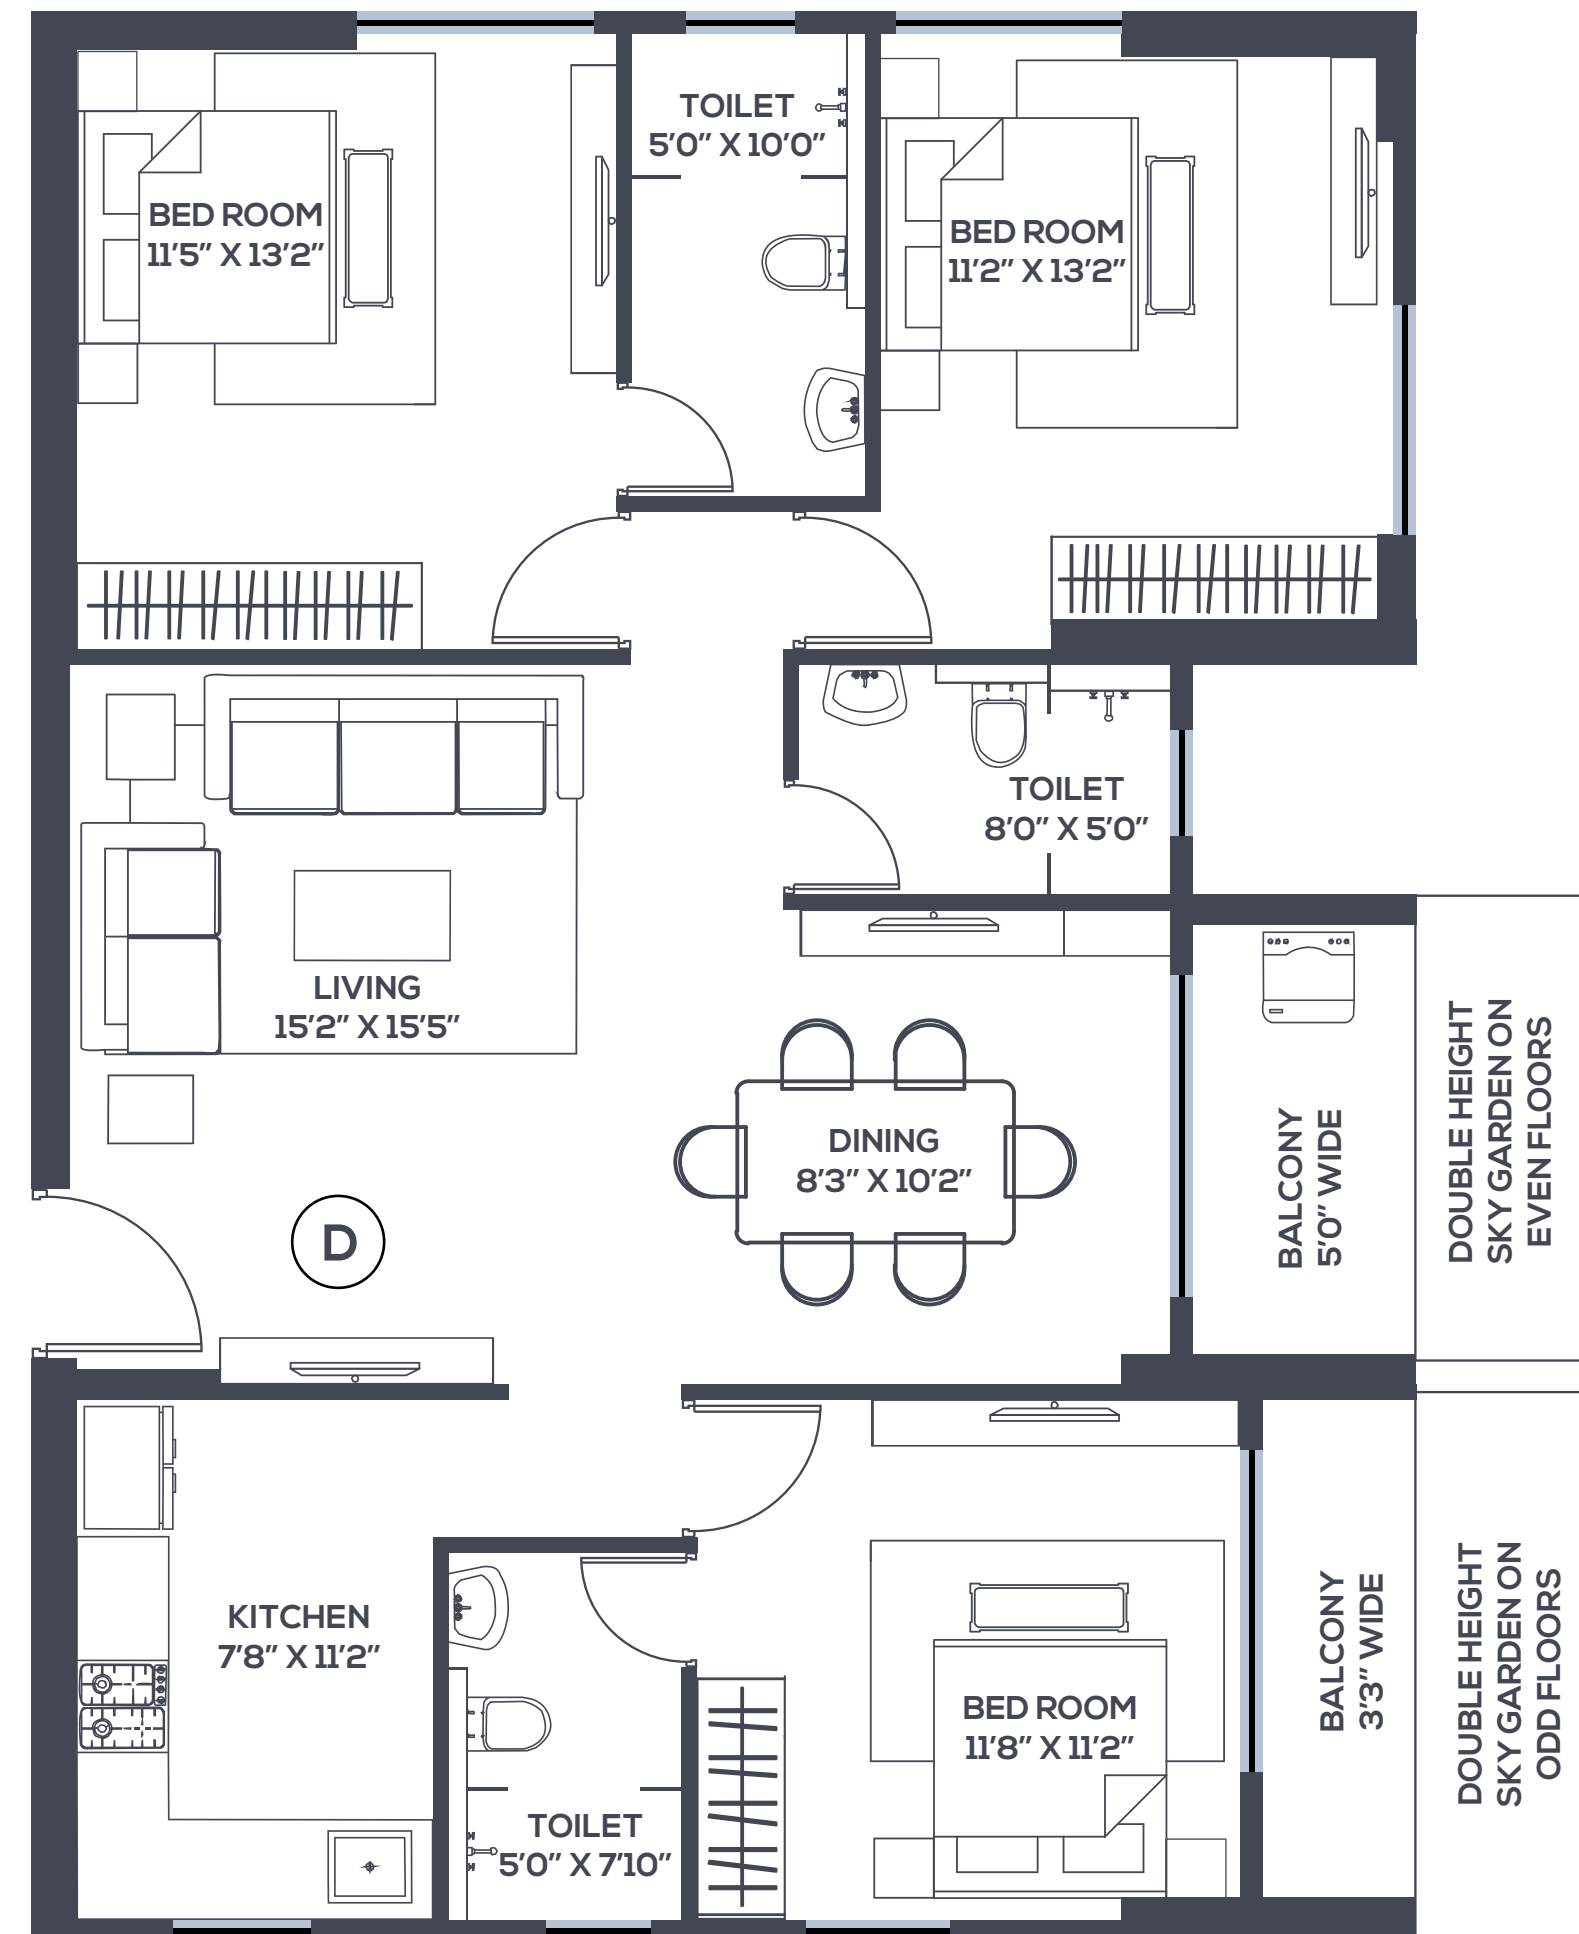 TOILET
5'0" X 10'0"
BED ROOM
11'5" X 13'2"
BED ROOM
11'2" X 13'2"
TOILET
8'0" X 5'0"
LIVING
15'2" X 15'5"
DINING
8'3" X 10'2"
BALCONY
5'0" WIDE
DOUBLE HEIGHT
SKY GARDEN ON
EVEN FLOORS
D
KITCHEN
7'8" X 11'2"
BED ROOM
11'8" X 11'2"
BALCONY
3'3" WIDE
DOUBLE HEIGHT
SKY GARDEN ON
ODD FLOORS
TOILET
5'0" X 7'10"